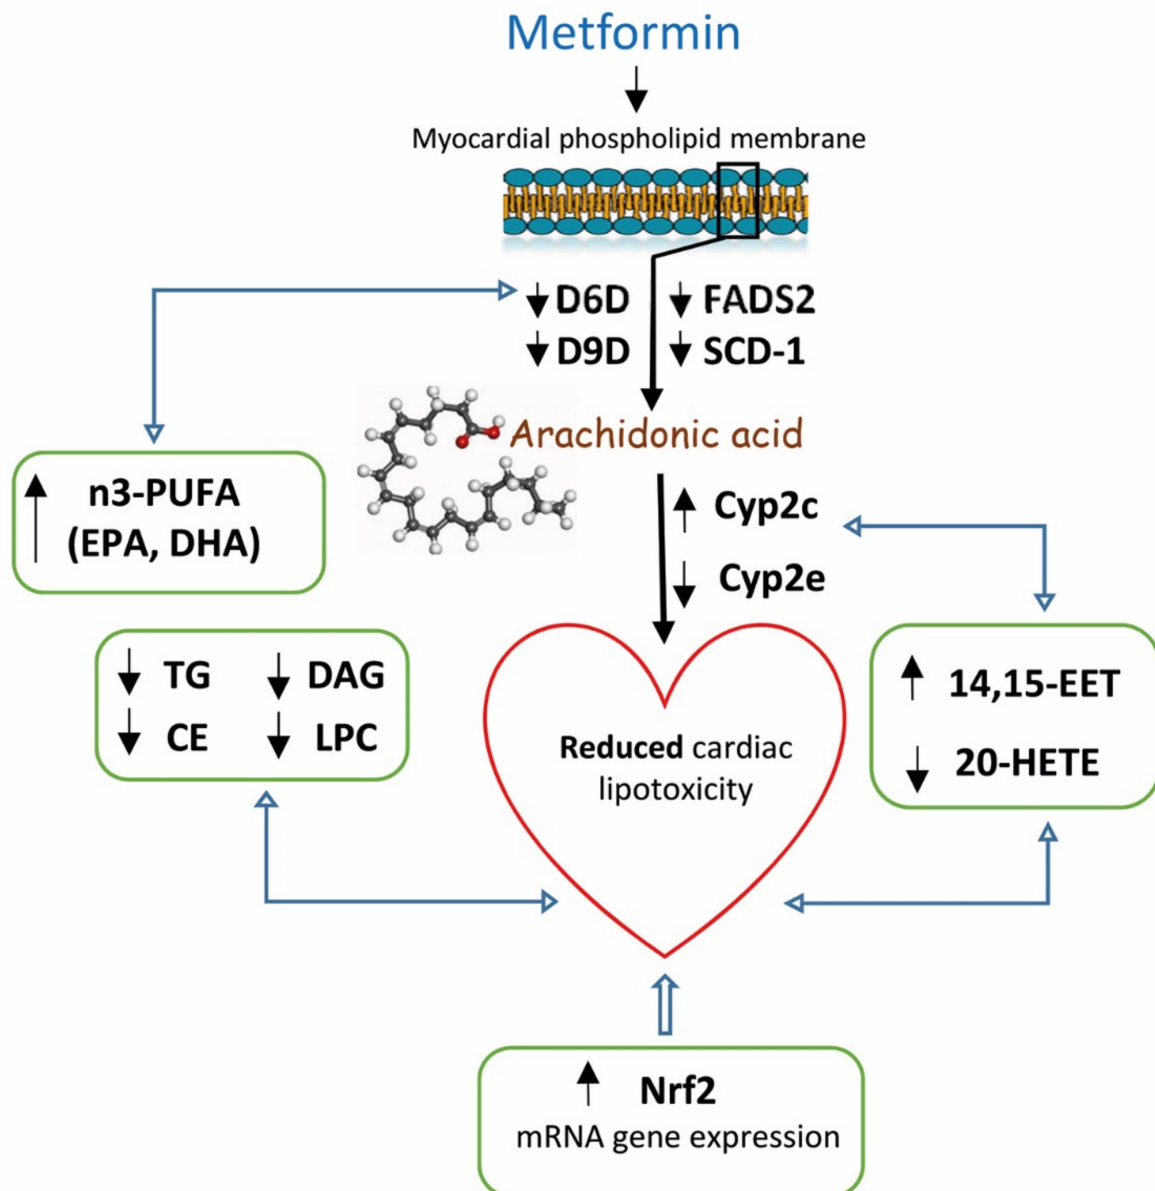 Metformin
Myocardial phospholipid membrane
D6D
FADS2
D9D
SCD-1
Arachidonic acid
n3-PUFA
(EPA, DHA)
Cyp2c
Cyp2e
TG
DAG
CE
LPC
14,15-EET
20-HETE
Reduced cardiac
lipotoxicity
Nrf2
mRNA gene expression